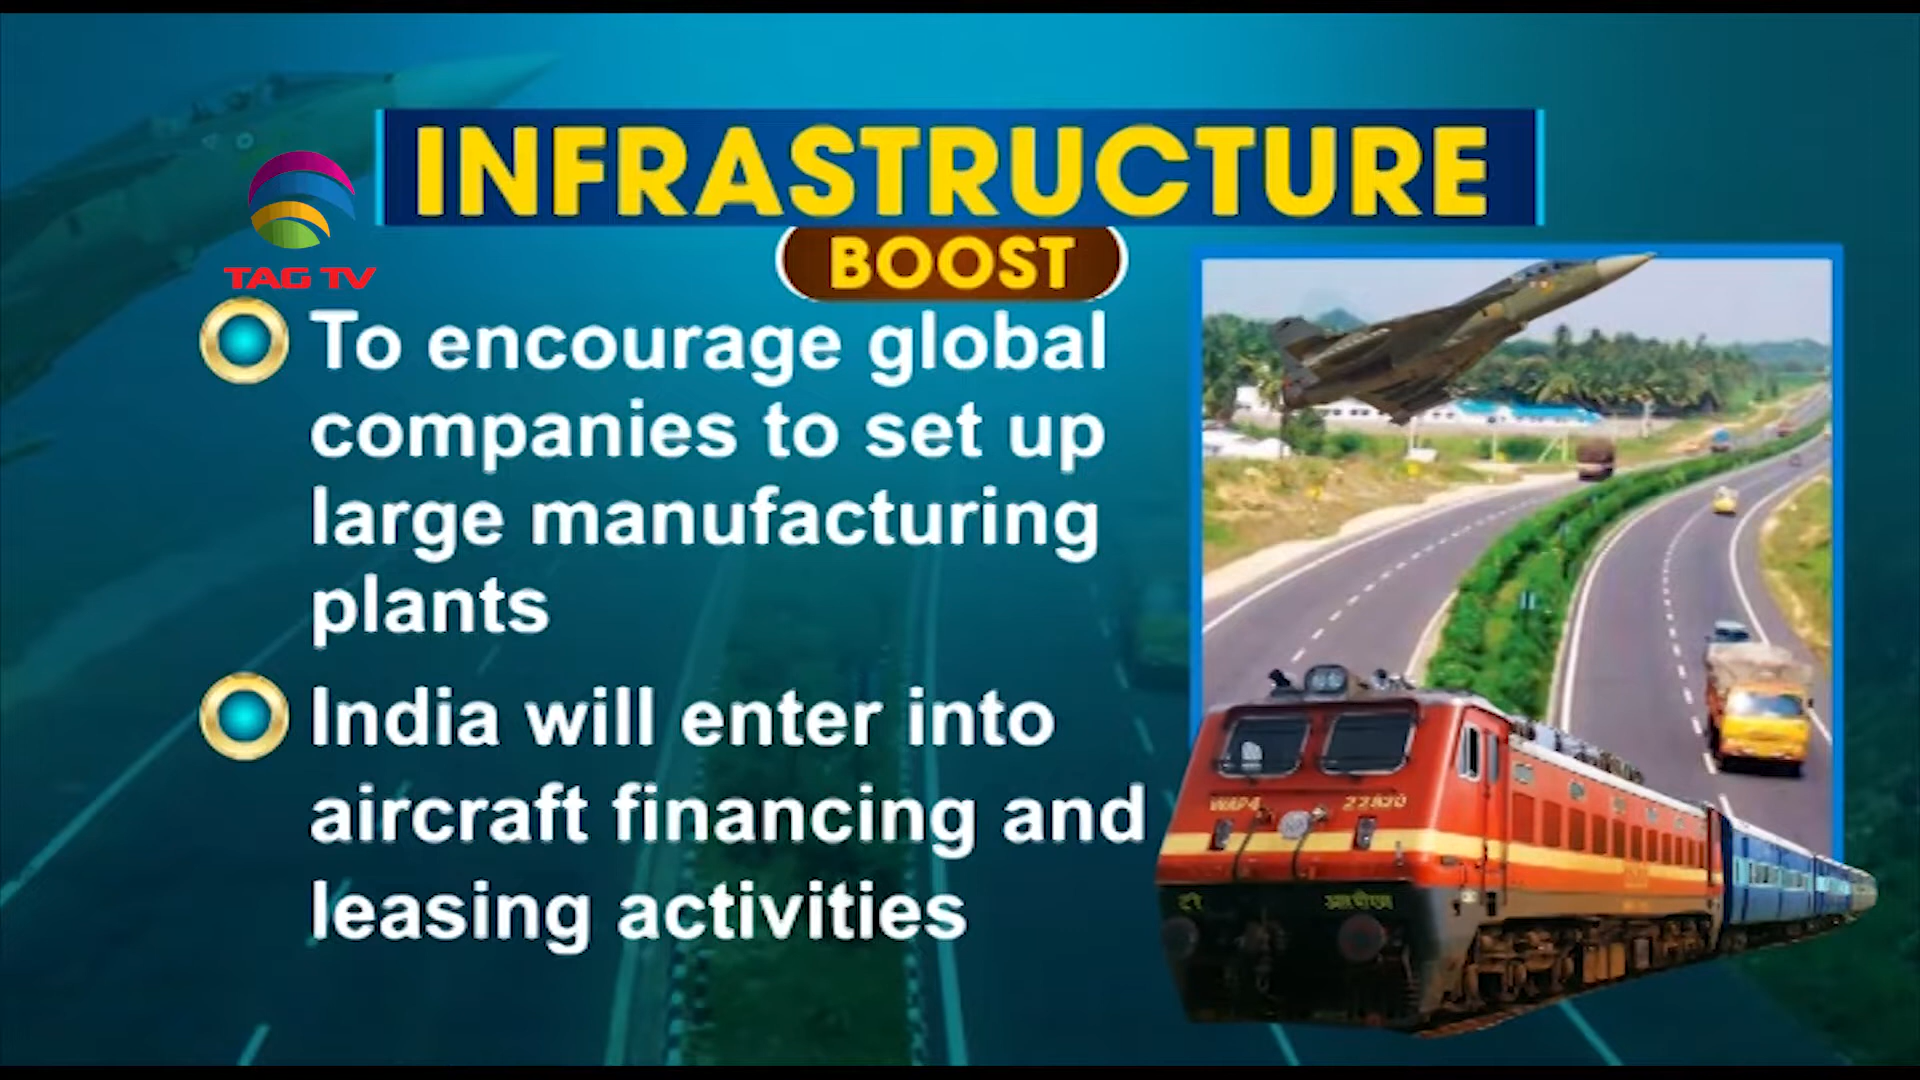 INFRASTRUCTURE
BOOST
TAG TV
To encourage global
companies to set up
large manufacturing
plants
India will enter into
aircraft financing and
leasing activities
WAP4